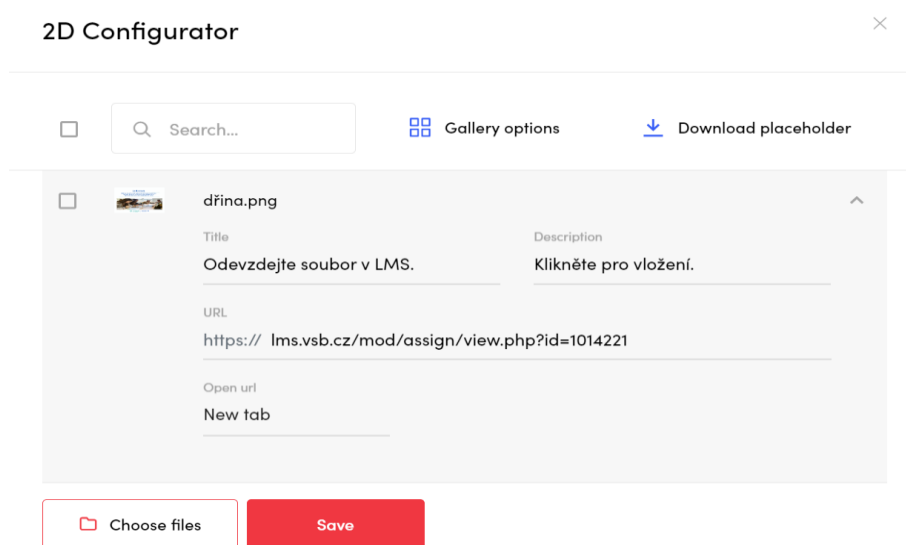 2D Configurator
Search...
Gallery options
Download placeholder
dřina.png
Title
Description
Odevzdejte soubor v LMS.
Klikněte pro vložení.
URL
https:// lms.vsb.cz/mod/assign/view.php?id=1014221
Open url
New tab
Choose files
Save